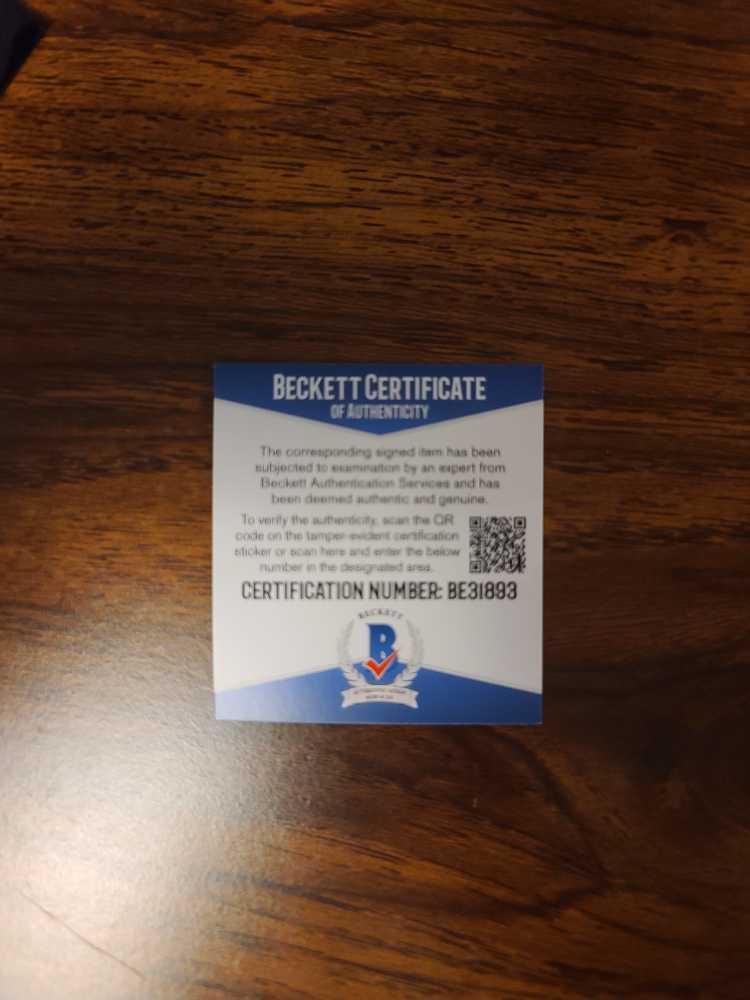 BECKETT CERTIFICATE
OF AUTHENTICITY
The corresponding signed item has been
subjected to examination by an expert from
Beckett Authentication Services and has
been deemed authentic and genuine.
To verify the authenticity, scan the QR
code on the tamper-evident certification
sticker or scan here and enter the below
number in the designated area.
CERTIFICATION NUMBER: BE31893
BECKETT
B